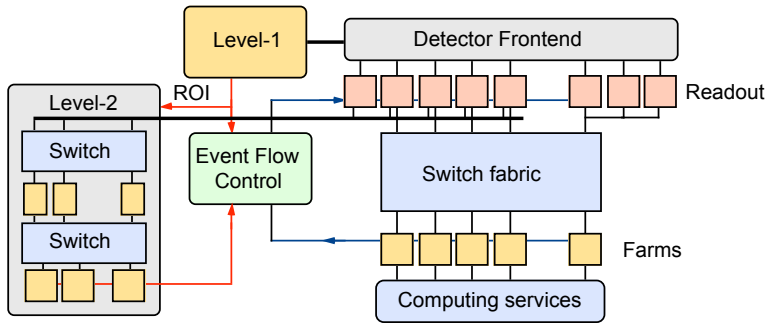 Level-1
Detector Frontend
ROI
Readout
Level-2
Switch
Event Flow
Control
Switch fabric
Switch
Farms
Computing services